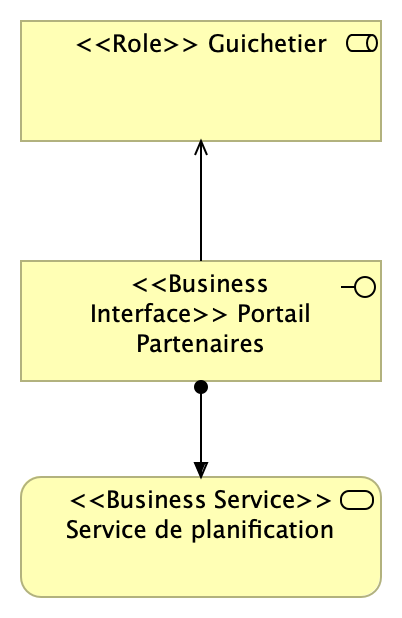 <<Role>> Guichetier
<<Business
Interface>> Portail
Partenaires
<<Business Service>>
Service de planification